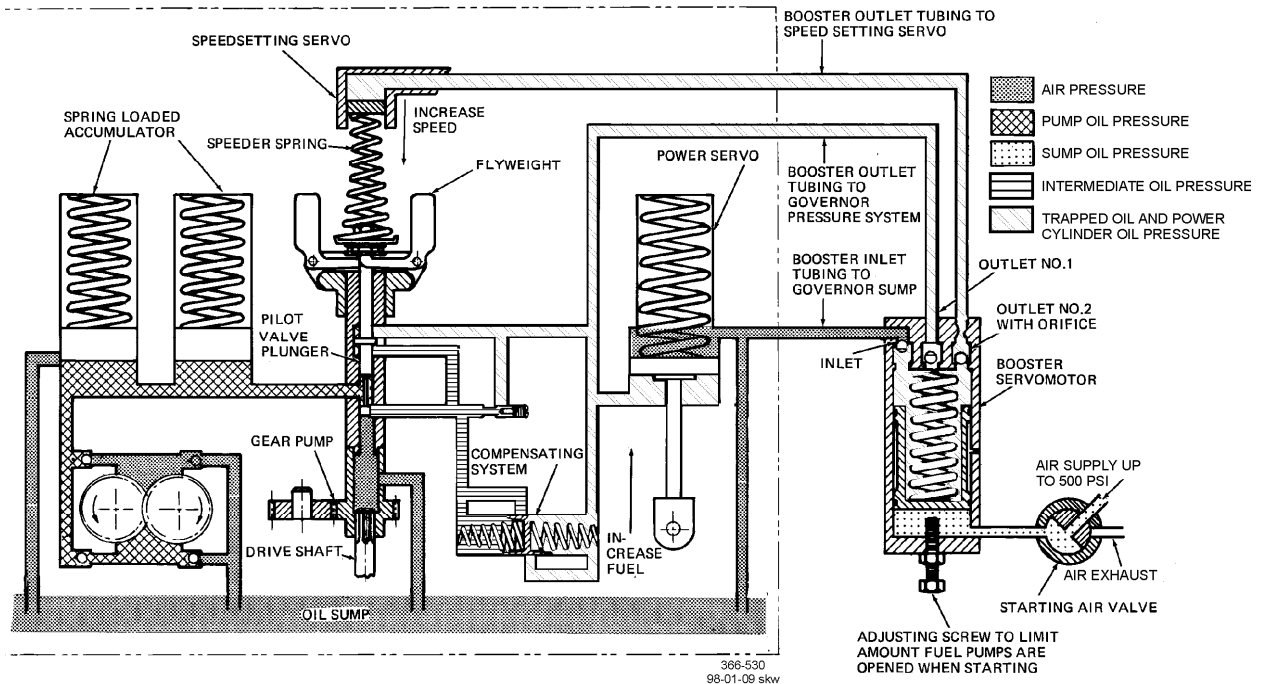 BOOSTER OUTLET TUBING TO
SPEED SETTING SERVO
SPEEDSETTING SERVO
AIR PRESSURE
PUMP OIL PRESSURE
SUMP OIL PRESSURE
INTERMEDIATE OIL PRESSURE
TRAPPED OIL AND POWER
CYLINDER OIL PRESSURE
SPRING LOADED
ACCUMULATOR
INCREASE
SPEED
SPEEDER SPRING
FLYWEIGHT
POWER SERVO
BOOSTER OUTLET
TUBING TO
GOVERNOR
PRESSURE SYSTEM
BOOSTER INLET
TUBING TO
GOVERNOR SUMP
OUTLET NO.1
OUTLET NO.2
WITH ORIFICE
PILOT
VALVE
PLUNGER
INLET
BOOSTER
SERVOMOTOR
GEAR PUMP
COMPENSATING
SYSTEM
AIR SUPPLY UP
TO 500 PSI
DRIVE SHAFT
IN-
CREASE
FUEL
AIR EXHAUST
STARTING AIR VALVE
OIL SUMP
ADJUSTING SCREW TO LIMIT
AMOUNT FUEL PUMPS ARE
OPENED WHEN STARTING
366-530
98-01-09 skw